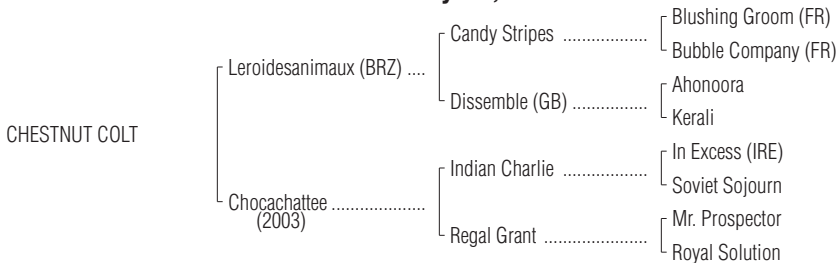 Candy Stripes ..................
Blushing Groom (FR)
Bubble Company (FR)
Leroidesanimaux (BRZ) ....
Dissemble (GB) ................
Ahonoora
Kerali
CHESTNUT COLT
Indian Charlie ..................
In Excess (IRE)
Soviet Sojourn
Chocachattee ....................
(2003)
Regal Grant ......................
Mr. Prospector
Royal Solution